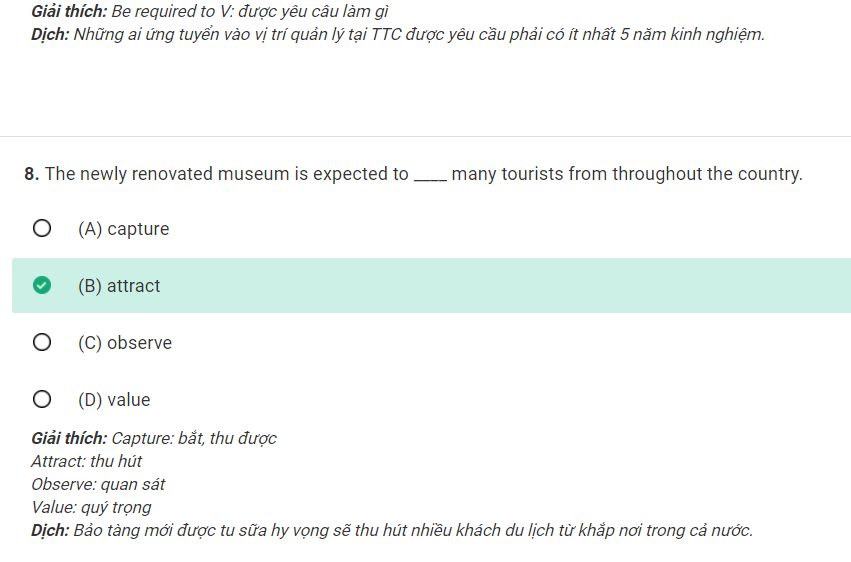 Giải thích: Be required to V: được yêu câu làm gì
Dịch: Những ai ứng tuyển vào vị trí quản lý tại TTC được yêu cầu phải có ít nhất 5 năm kinh nghiệm.
8. The newly renovated museum is expected to ____ many tourists from throughout the country.
(A) capture
(B) attract
(C) observe
(D) value
Giải thích: Capture: bắt, thu được
Attract: thu hút
Observe: quan sát
Value: quý trọng
Dịch: Bảo tàng mới được tu sữa hy vọng sẽ thu hút nhiều khách du lịch từ khắp nơi trong cả nước.